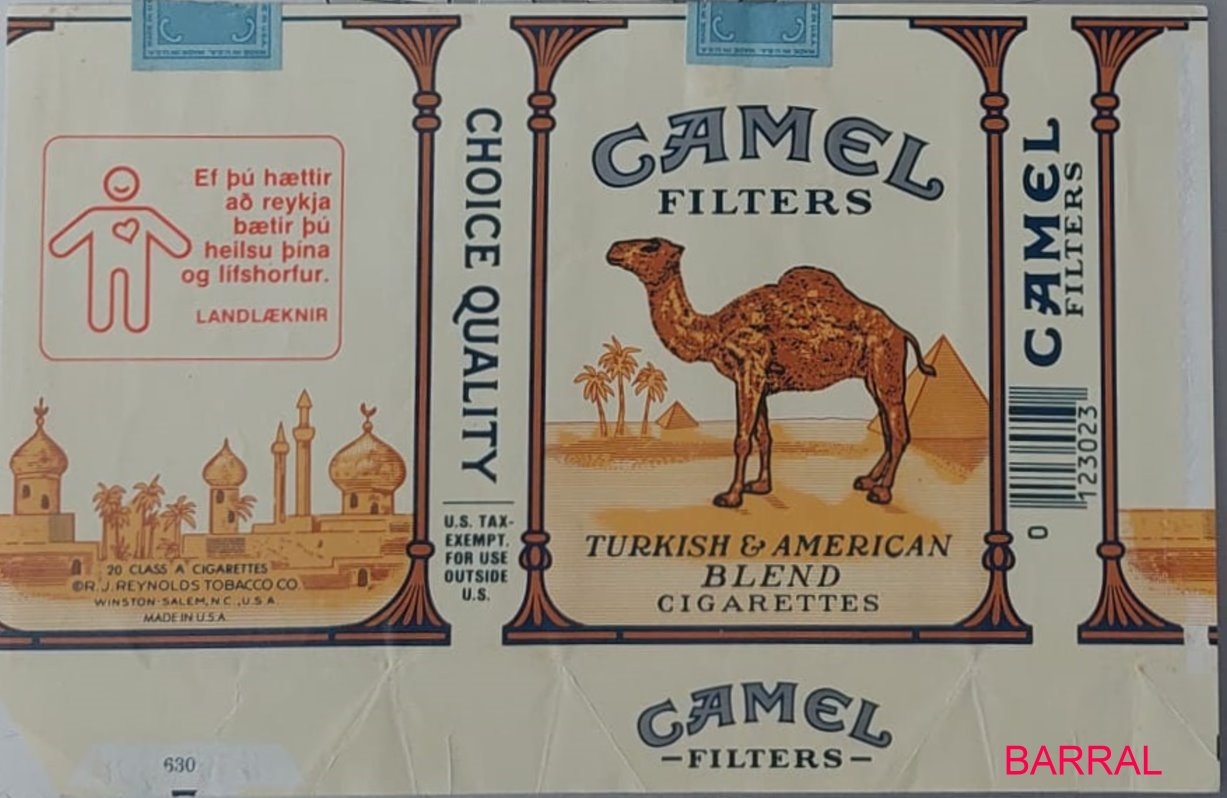 Ef þú hættir
að reykja
bætir þú
heilsu þína
og lífshorfur.
LANDLÆKNIR
20 CLASS A CIGARETTES
©R.J.REYNOLDS TOBACCO CO.
WINSTON-SALEM, N.C., U.S.A.
MADE IN U.S.A.
630
CHOICE QUALITY
U.S. TAX-
EXEMPT.
FOR USE
OUTSIDE
U.S.
CAMEL
FILTERS
TURKISH & AMERICAN
BLEND
CIGARETTES
CAMEL
–FILTERS–
CAMEL
FILTERS
0
123023
BARRAL